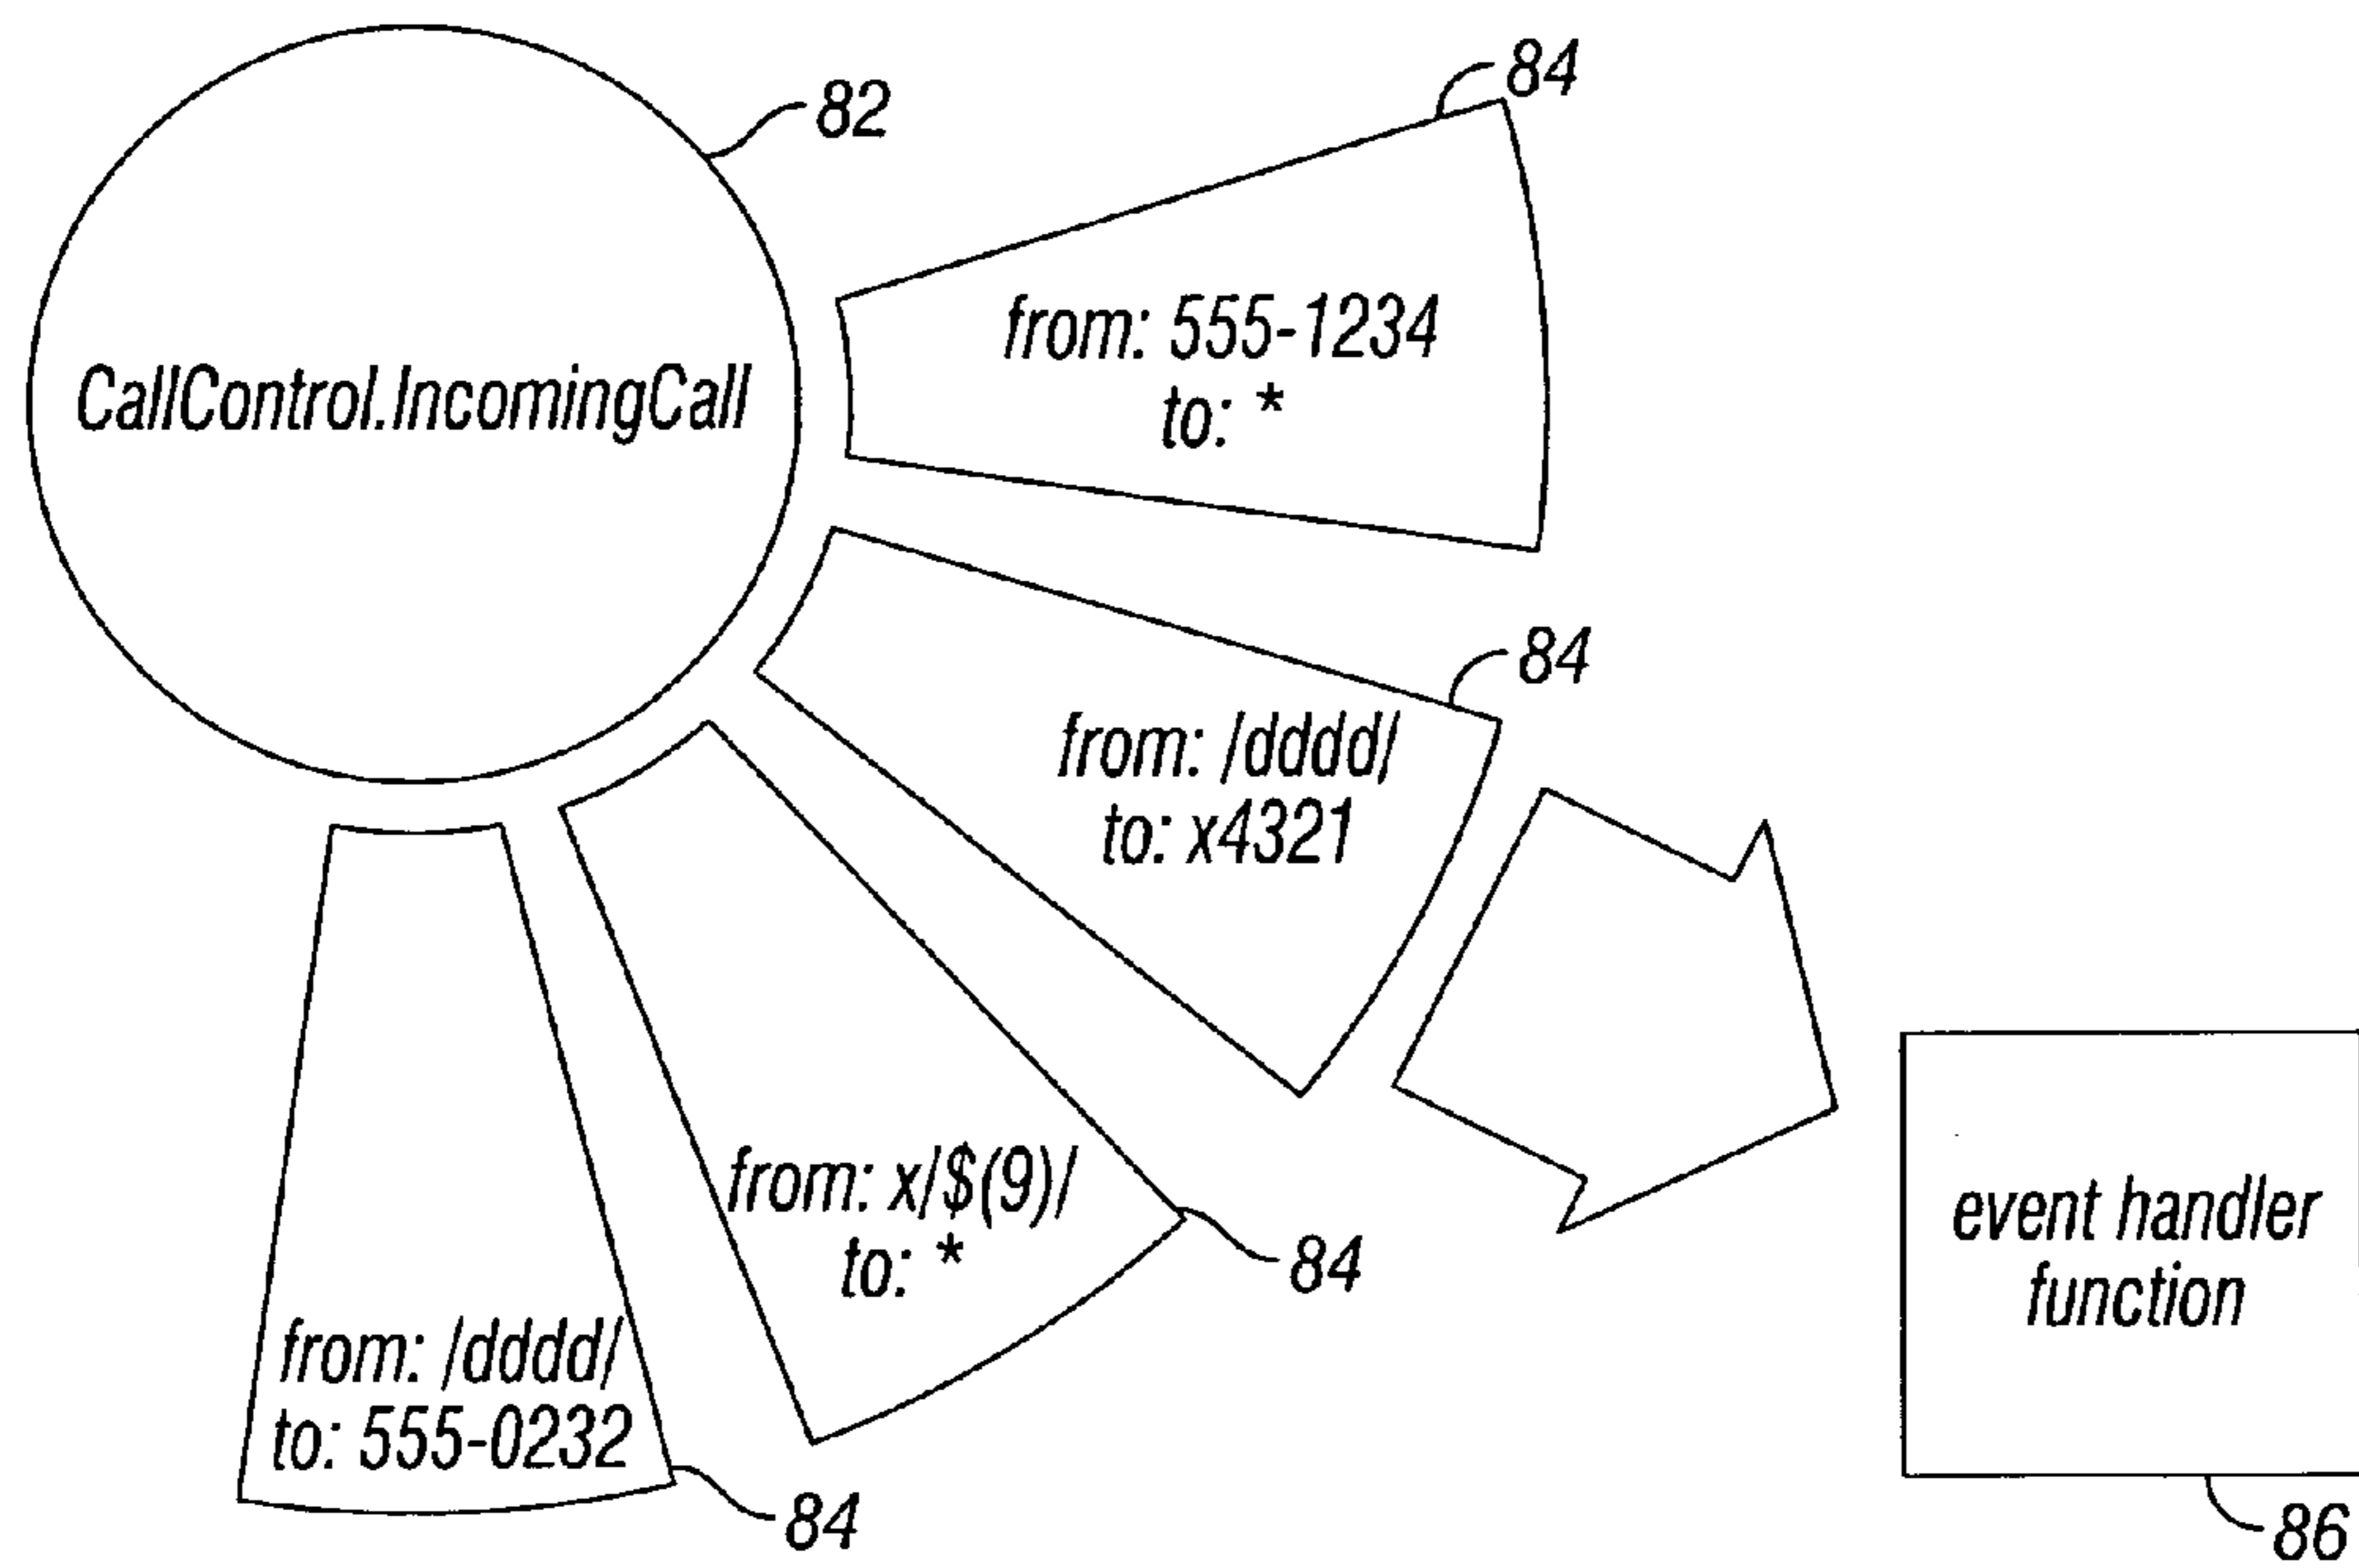 84
82
CallControl.IncomingCall
from: 555-1234
to: *
84
from: /dddd/
to: x4321
from: x/$(9)/
to: *
84
event handler
function
from: /dddd/
to: 555-0232
84
86